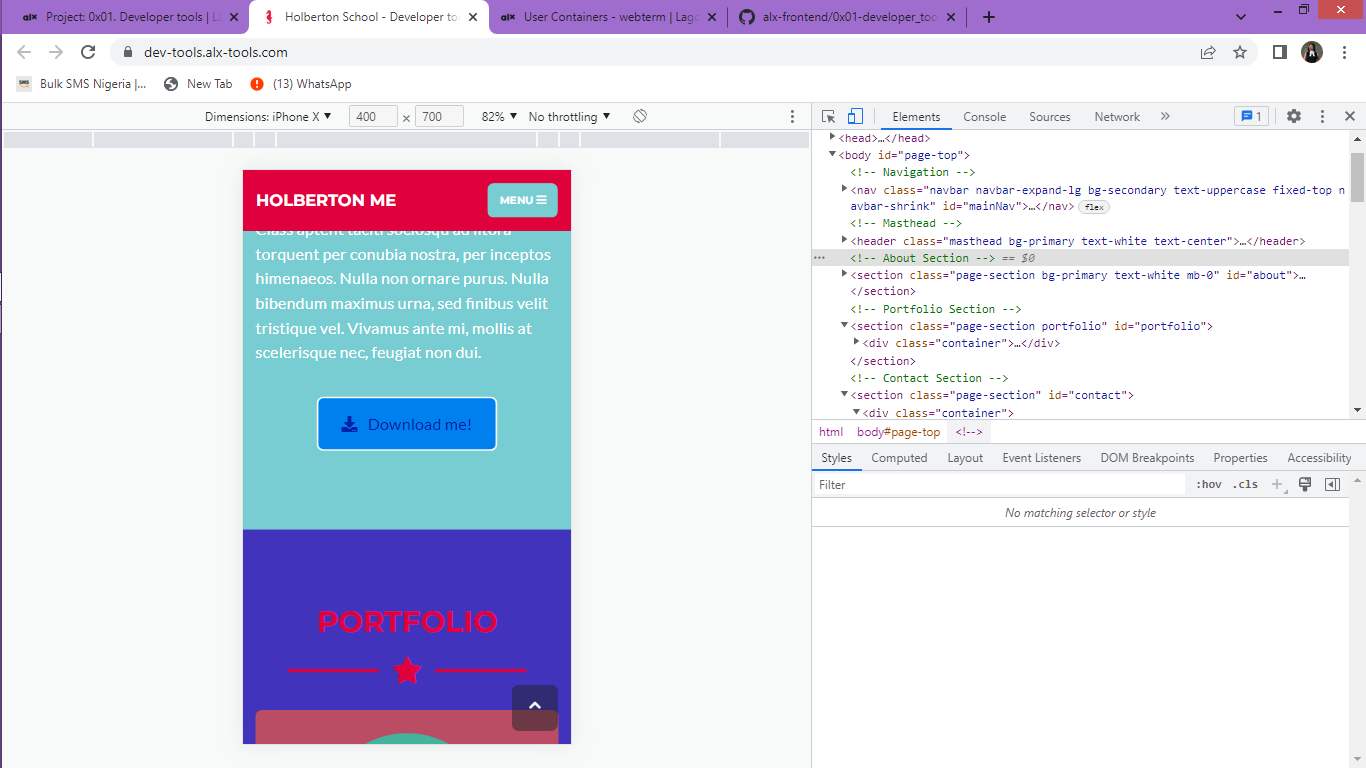 alx Project: 0x01. Developer tools | La
Holberton School - Developer to
alx User Containers - webterm | Lag
alx-frontend/0x01-developer_too
dev-tools.alx-tools.com
SMS Bulk SMS Nigeria |...
New Tab
(13) WhatsApp
Dimensions: iPhone X ▼ 400 × 700 82% ▼ No throttling ▼
HOLBERTON ME
MENU
Class aptent taciti sociosqu ad litora
torquent per conubia nostra, per inceptos
himenaeos. Nulla non ornare purus. Nulla
bibendum maximus urna, sed finibus velit
tristique vel. Vivamus ante mi, mollis at
scelerisque nec, feugiat non dui.
Download me!
PORTFOLIO
Elements Console Sources Network » 1
<head>…</head>
<body id="page-top">
<!-- Navigation -->
<nav class="navbar navbar-expand-lg bg-secondary text-uppercase fixed-top n
avbar-shrink" id="mainNav">…</nav> flex
<!-- Masthead -->
<header class="masthead bg-primary text-white text-center">…</header>
<!-- About Section --> == $0
<section class="page-section bg-primary text-white mb-0" id="about">…
</section>
<!-- Portfolio Section -->
<section class="page-section portfolio" id="portfolio">
<div class="container">…</div>
</section>
<!-- Contact Section -->
<section class="page-section" id="contact">
<div class="container">
html body#page-top <!-->
Styles Computed Layout Event Listeners DOM Breakpoints Properties Accessibility
Filter :hov .cls +
No matching selector or style